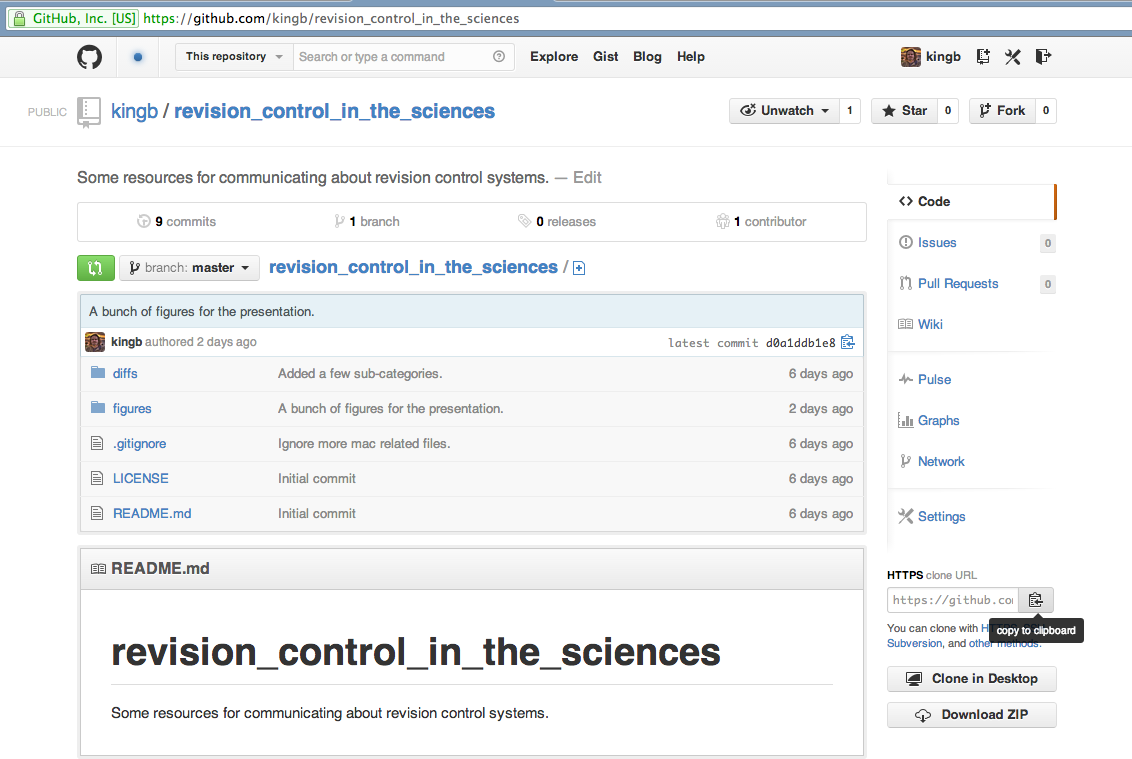 GitHub, Inc. [US] https://github.com/kingb/revision_control_in_the_sciences
This repository Search or type a command Explore Gist Blog Help kingb
PUBLIC kingb / revision_control_in_the_sciences Unwatch 1 Star 0 Fork 0
Some resources for communicating about revision control systems. — Edit
9 commits 1 branch 0 releases 1 contributor
branch: master revision_control_in_the_sciences /
A bunch of figures for the presentation.
kingb authored 2 days ago latest commit d0a1ddb1e8
diffs Added a few sub-categories. 6 days ago
figures A bunch of figures for the presentation. 2 days ago
.gitignore Ignore more mac related files. 6 days ago
LICENSE Initial commit 6 days ago
README.md Initial commit 6 days ago
README.md
revision_control_in_the_sciences
Some resources for communicating about revision control systems.
Code
Issues 0
Pull Requests 0
Wiki
Pulse
Graphs
Network
Settings
HTTPS clone URL
https://github.co
You can clone with
copy to clipboard
Subversion, and other methods.
Clone in Desktop
Download ZIP